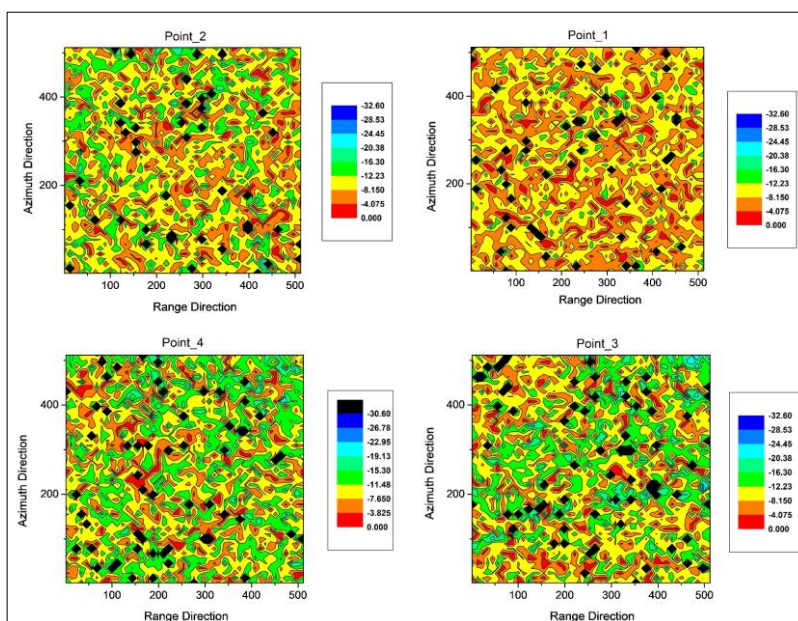 Point_2
Azimuth Direction
400
200
100 200 300 400 500
Range Direction
-32.60
-28.53
-24.45
-20.38
-16.30
-12.23
-8.150
-4.075
0.000
Point_1
Azimuth Direction
400
200
100 200 300 400 500
Range Direction
-32.60
-28.53
-24.45
-20.38
-16.30
-12.23
-8.150
-4.075
0.000
Point_4
Azimuth Direction
400
200
100 200 300 400 500
Range Direction
-30.60
-26.78
-22.95
-19.13
-15.30
-11.48
-7.650
-3.825
0.000
Point_3
Azimuth Direction
400
200
100 200 300 400 500
Range Direction
-32.60
-28.53
-24.45
-20.38
-16.30
-12.23
-8.150
-4.075
0.000